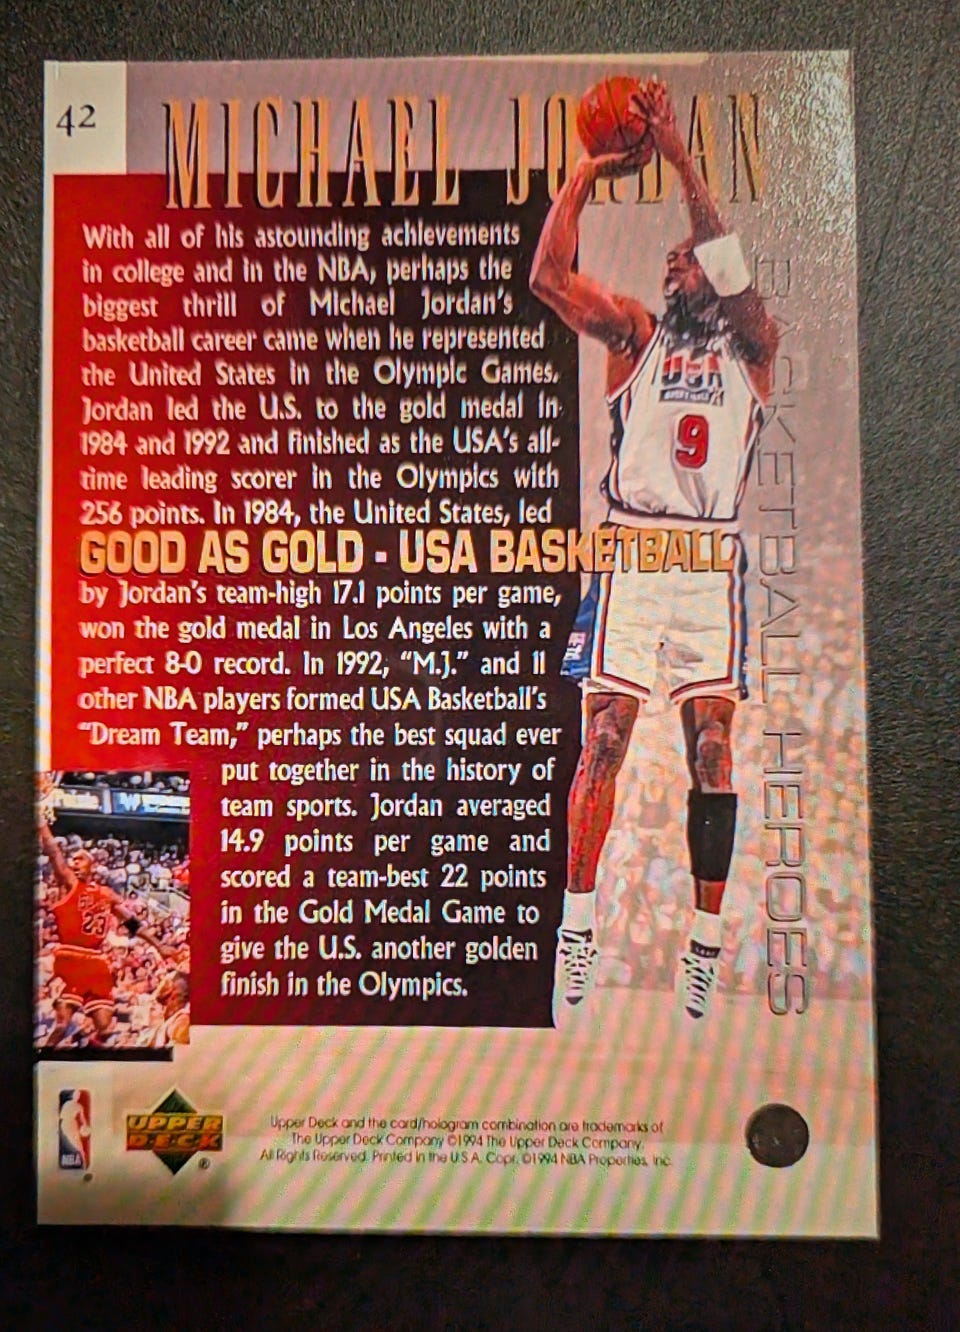 42
MICHAEL JORDAN
With all of his astounding achievements
in college and in the NBA, perhaps the
biggest thrill of Michael Jordan's
basketball career came when he represented
the United States in the Olympic Games.
Jordan led the U.S. to the gold medal in
1984 and 1992 and finished as the USA's all-
time leading scorer in the Olympics with
256 points. In 1984, the United States, led
GOOD AS GOLD - USA BASKETBALL
by Jordan's team-high 17.1 points per game,
won the gold medal in Los Angeles with a
perfect 8-0 record. In 1992, “M.J.” and 11
other NBA players formed USA Basketball's
“Dream Team,” perhaps the best squad ever
put together in the history of
team sports. Jordan averaged
14.9 points per game and
scored a team-best 22 points
in the Gold Medal Game to
give the U.S. another golden
finish in the Olympics.
BASKETBALL HEROES
USA
9
23
NBA
®
UPPER
DECK
®
Upper Deck and the card/hologram combination are trademarks of
The Upper Deck Company ©1994 The Upper Deck Company.
All Rights Reserved. Printed in the U.S.A. Copr. ©1994 NBA Properties, Inc.